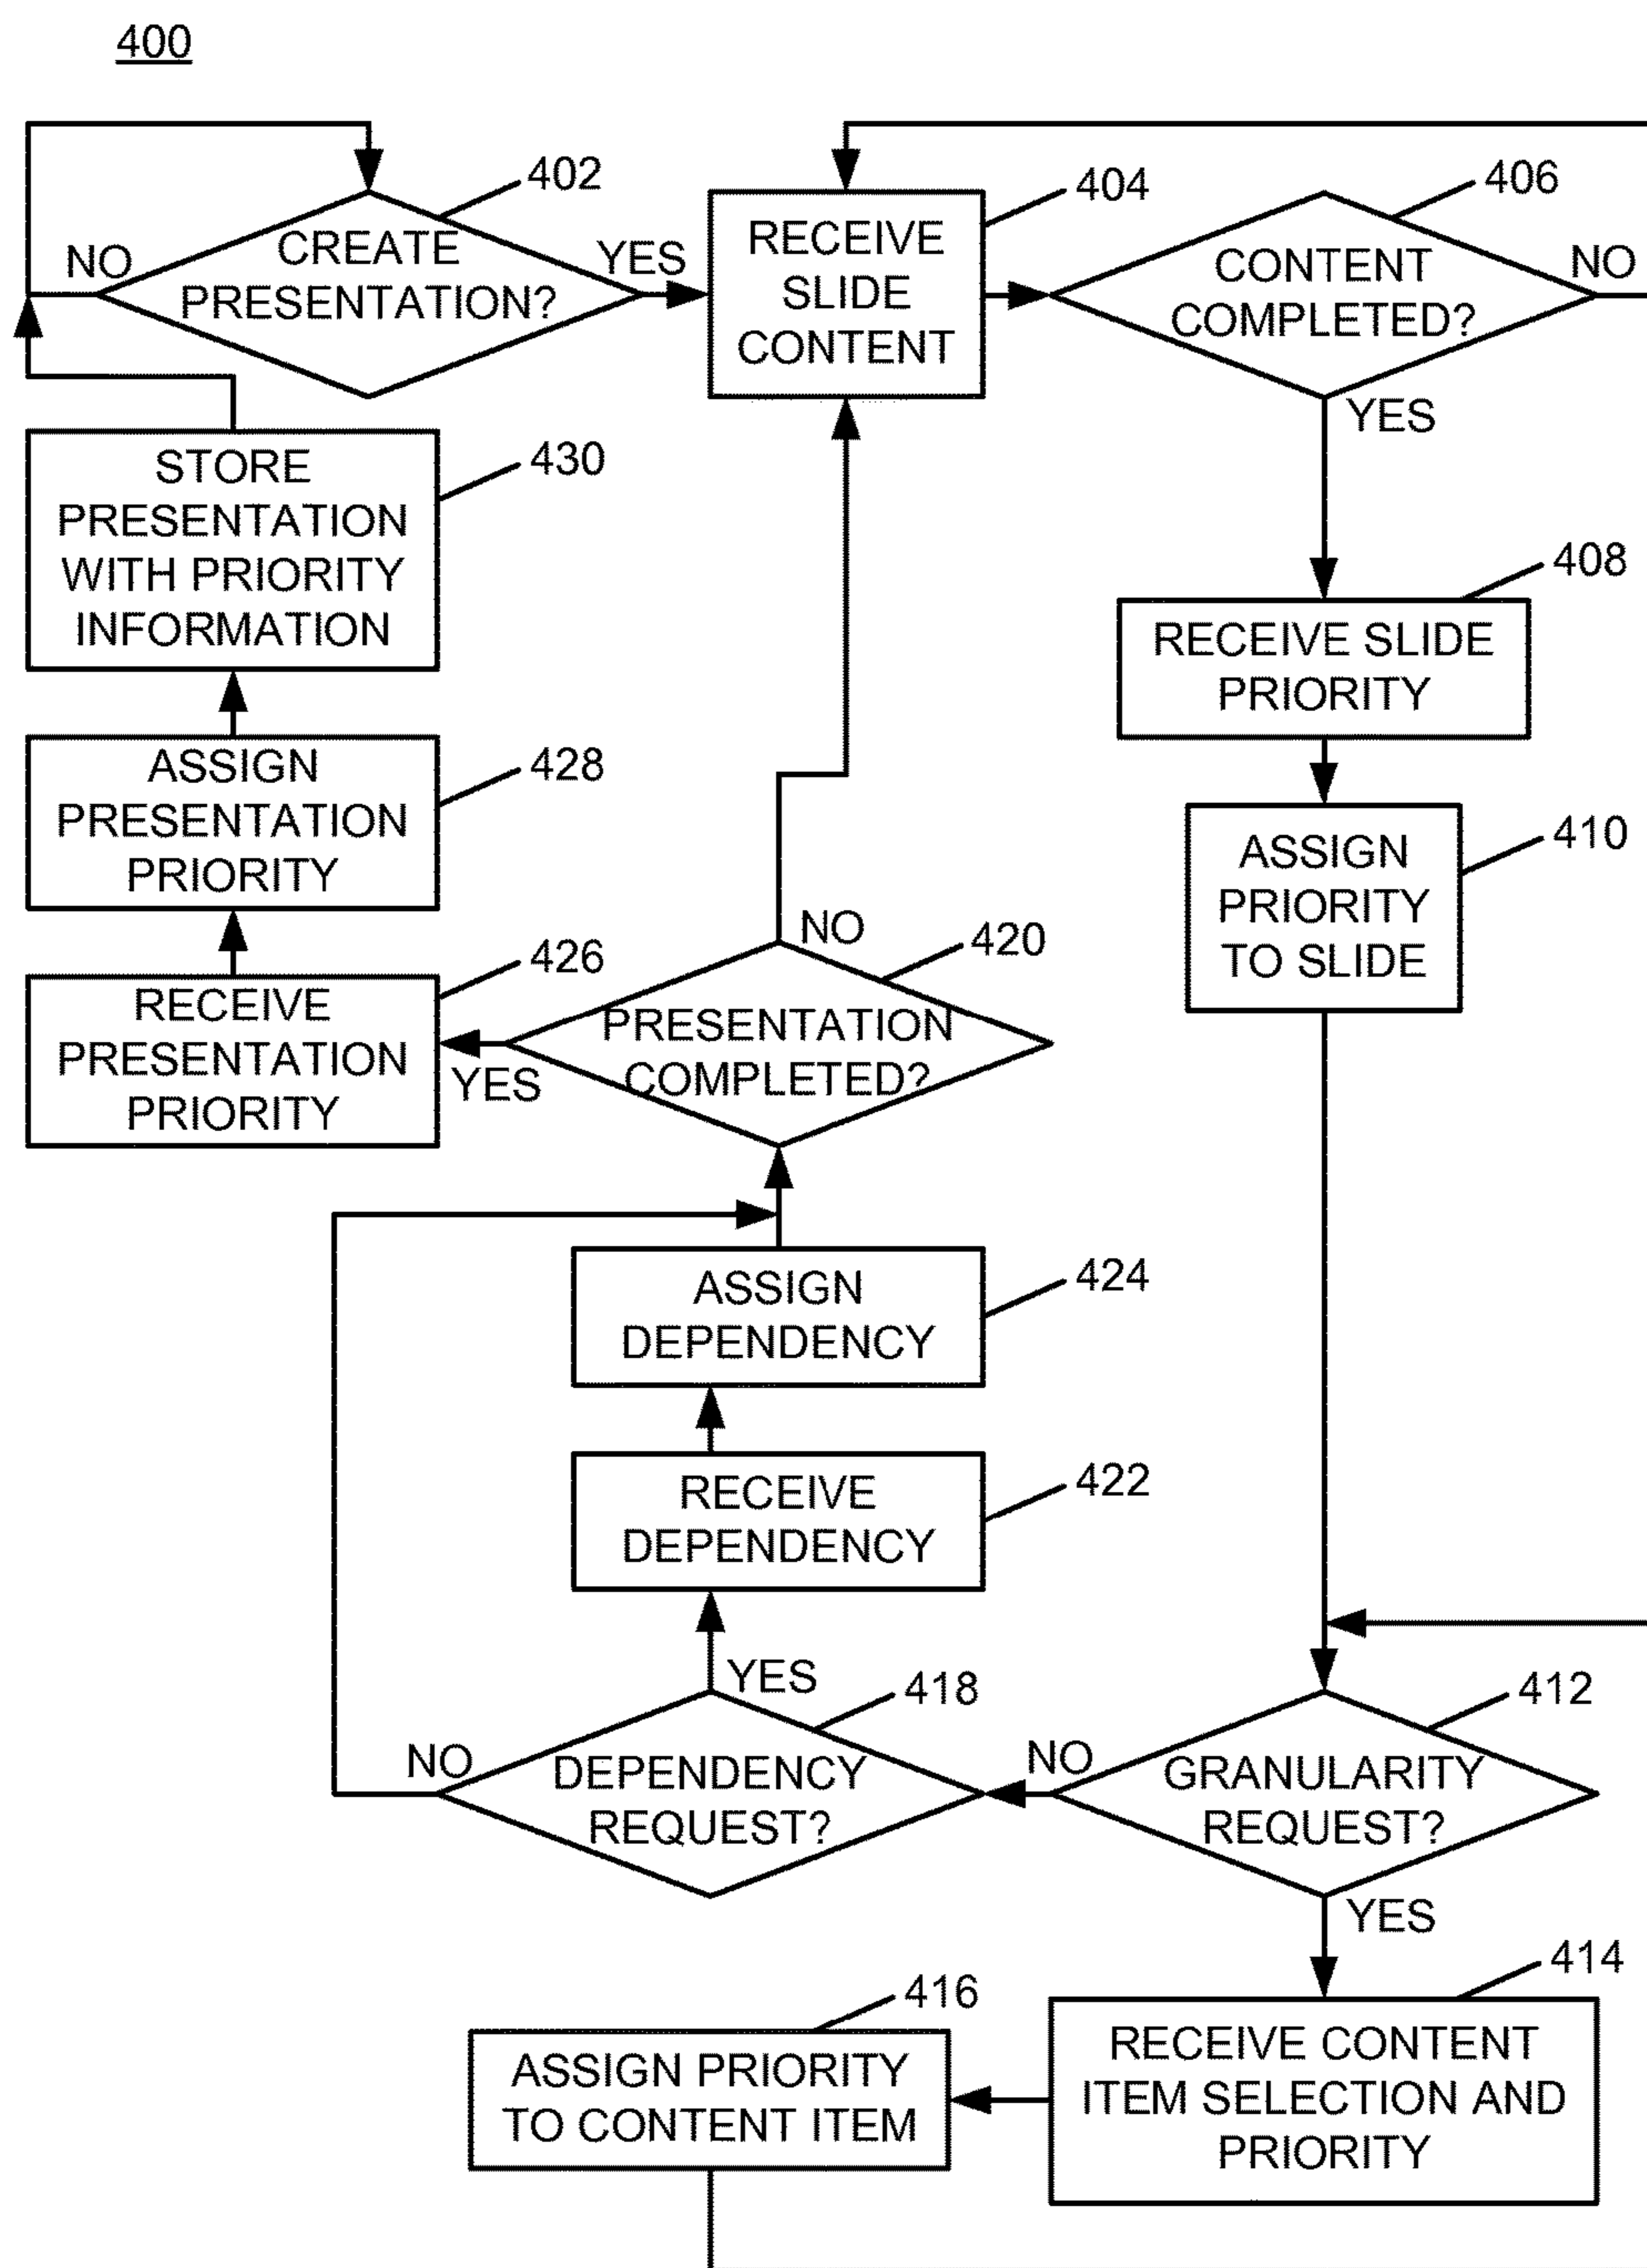 400
402
CREATE
PRESENTATION?
NO
YES
404
RECEIVE
SLIDE
CONTENT
406
CONTENT
COMPLETED?
NO
YES
430
STORE
PRESENTATION
WITH PRIORITY
INFORMATION
408
RECEIVE SLIDE
PRIORITY
428
ASSIGN
PRESENTATION
PRIORITY
410
ASSIGN
PRIORITY
TO SLIDE
426
RECEIVE
PRESENTATION
PRIORITY
420
NO
PRESENTATION
COMPLETED?
YES
424
ASSIGN
DEPENDENCY
422
RECEIVE
DEPENDENCY
YES
418
DEPENDENCY
REQUEST?
NO
412
GRANULARITY
REQUEST?
NO
YES
414
RECEIVE CONTENT
ITEM SELECTION AND
PRIORITY
416
ASSIGN PRIORITY
TO CONTENT ITEM